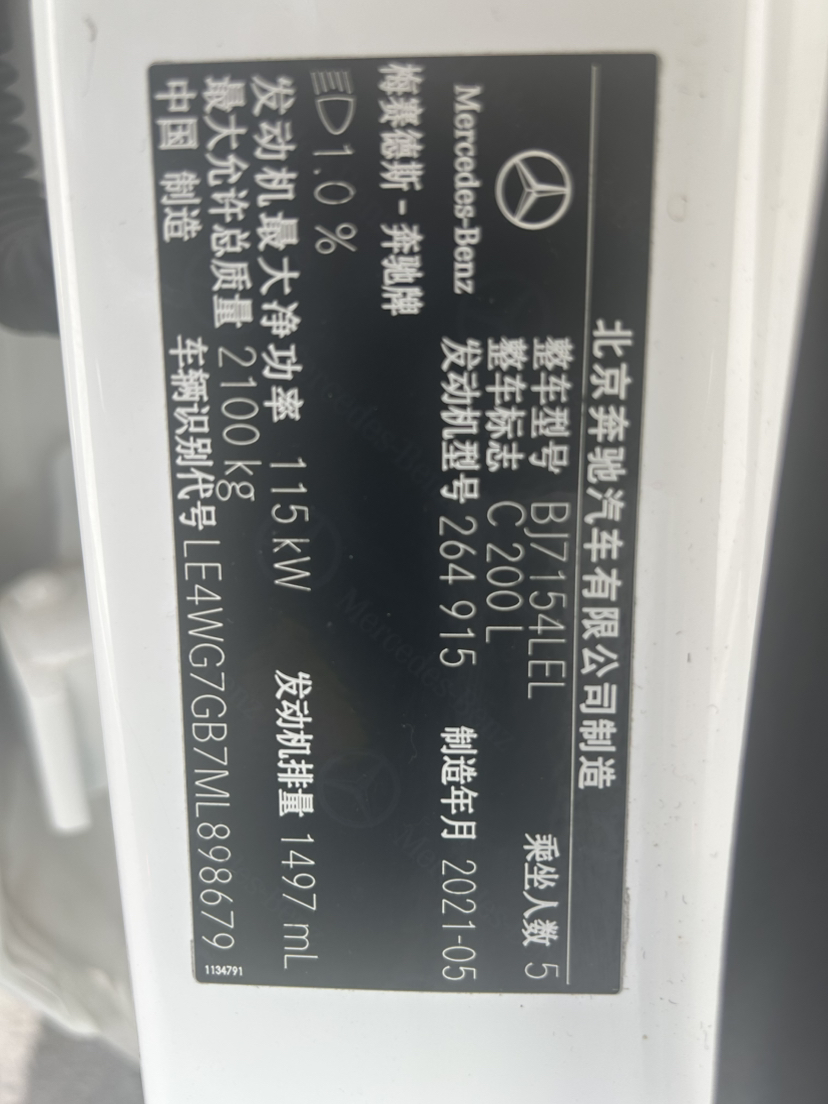 北京奔驰汽车有限公司制造
Mercedes-Benz
整车型号 BJ7154LEL 乘坐人数 5
整车标志 C 200 L
梅赛德斯-奔驰牌 发动机型号 264 915 制造年月 2021-05
1.0 %
发动机最大净功率 115 kW 发动机排量 1497 mL
最大允许总质量 2100 kg
中国 制造 车辆识别代号 LE4WG7GB7ML898679
1134791